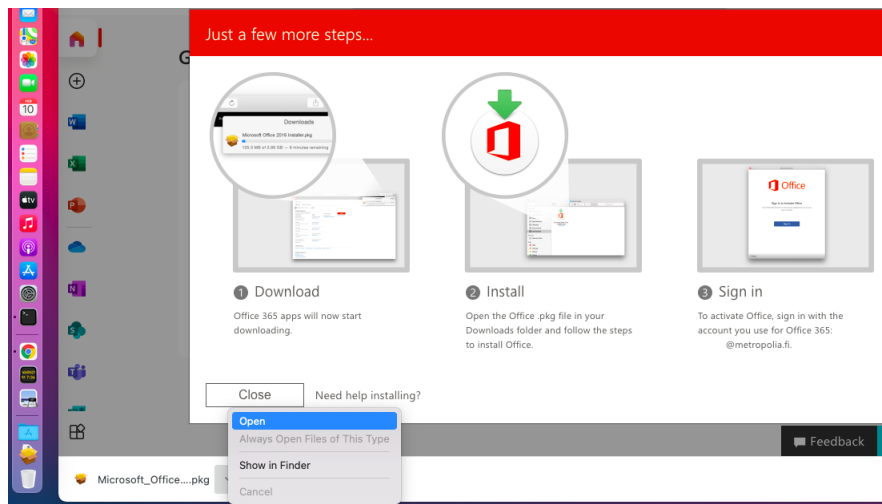 Just a few more steps...
G
Downloads
Microsoft Office 2016 Installer.pkg
Office
Sign in
1 Download
2 Install
3 Sign in
Office 365 apps will now start
downloading.
Open the Office .pkg file in your
Downloads folder and follow the steps
to install Office.
To activate Office, sign in with the
account you use for Office 365:
@metropolia.fi.
Close
Need help installing?
Open
Always Open Files of This Type
Show in Finder
Cancel
Feedback
Microsoft_Office....pkg
10
tv